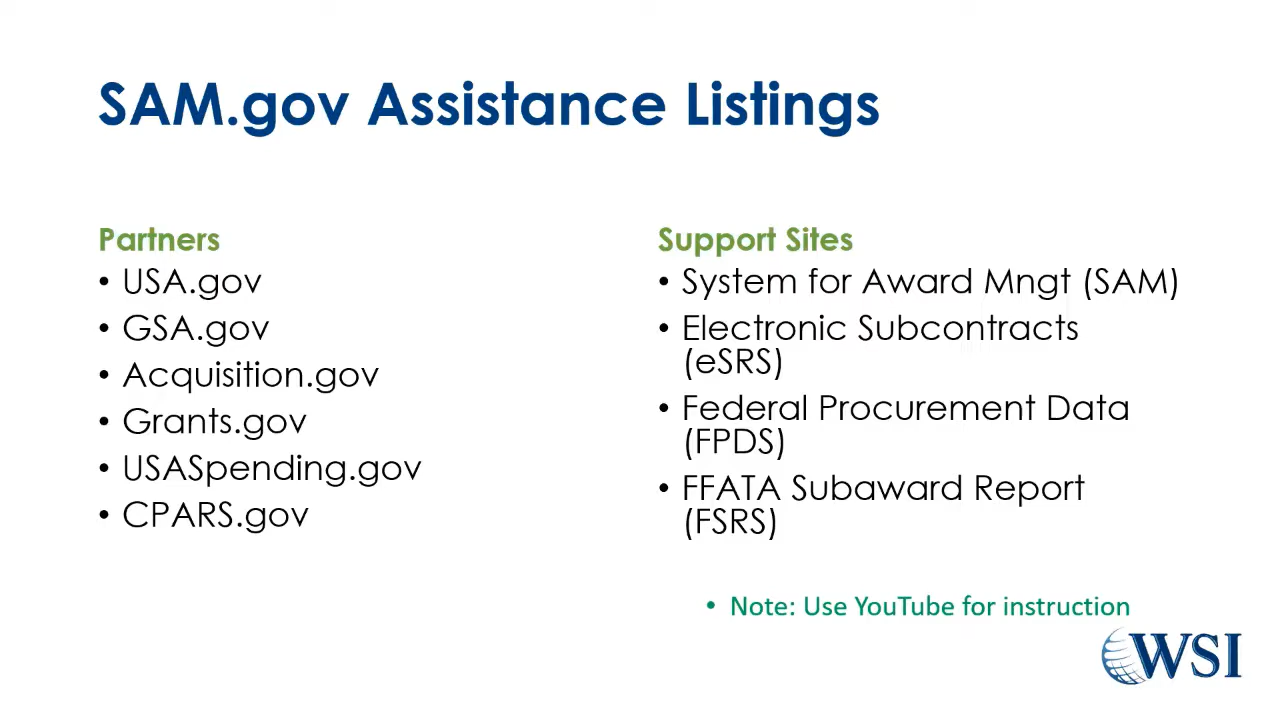 SAM.gov Assistance Listings
Partners
• USA.gov
• GSA.gov
• Acquisition.gov
• Grants.gov
• USASpending.gov
• CPARS.gov
Support Sites
• System for Award Mngt (SAM)
• Electronic Subcontracts
(eSRS)
• Federal Procurement Data
(FPDS)
• FFATA Subaward Report
(FSRS)
• Note: Use YouTube for instruction
WSI